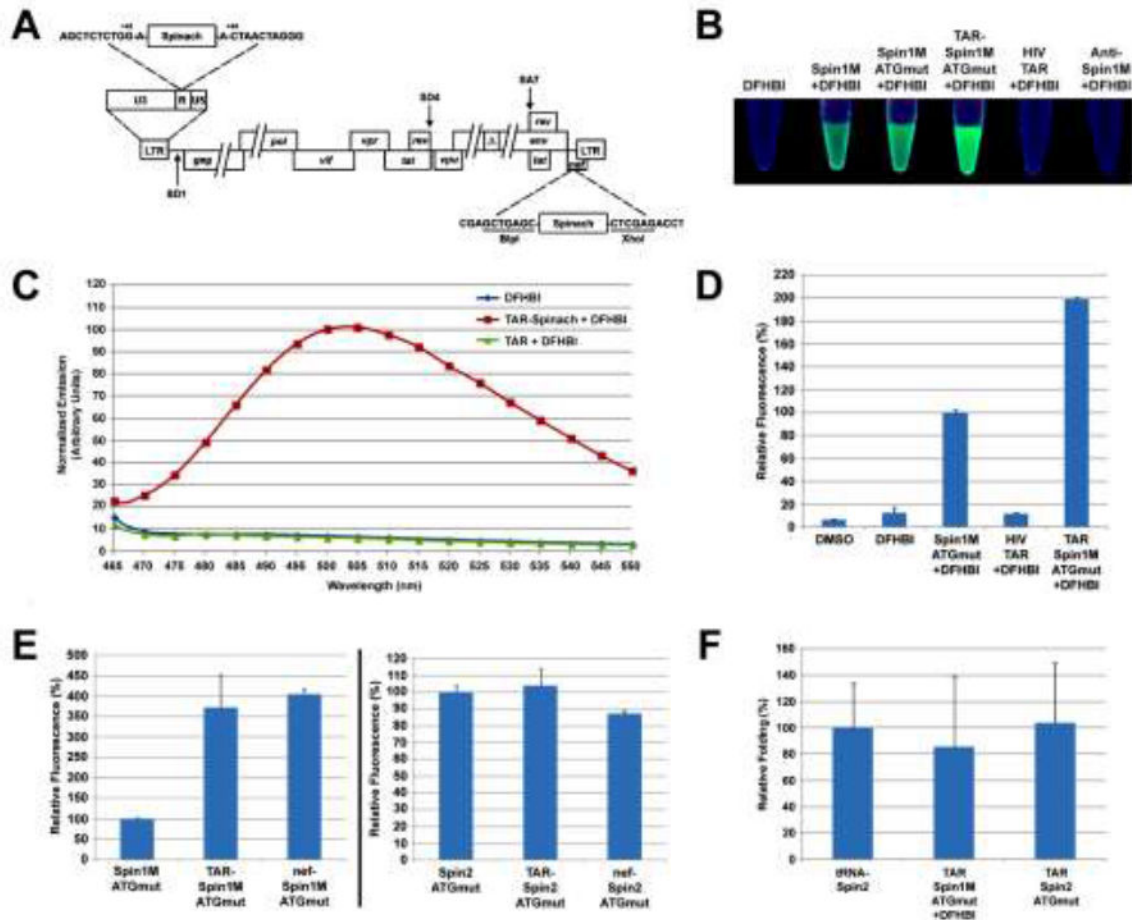 A
AGCTCTCTGG-A- Spinach -A-CTAACTAGGG
U3 R U5
LTR
SD1
gag
pol
vif
vpr
rev
tat
SD4
vpu
SA7
rev
env
tat
nef
LTR
CGAGCTGAGC- Spinach -CTCGAGACCT
BlpI XhoI
B
DFHBI
Spin1M
+DFHBI
Spin1M
ATGmut
+DFHBI
TAR-
Spin1M
ATGmut
+DFHBI
HIV
TAR
+DFHBI
Anti-
Spin1M
+DFHBI
C
Normalized Emission
(Arbitrary Units)
120
110
100
90
80
70
60
50
40
30
20
10
0
DFHBI
TAR-Spinach + DFHBI
TAR + DFHBI
465 470 475 480 485 490 495 500 505 510 515 520 525 530 535 540 545 550
Wavelength (nm)
D
Relative Fluorescence (%)
220
200
180
160
140
120
100
80
60
40
20
0
DMSO
DFHBI
Spin1M
ATGmut
+DFHBI
HIV
TAR
+DFHBI
TAR
Spin1M
ATGmut
+DFHBI
E
Relative Fluorescence (%)
500
450
400
350
300
250
200
150
100
50
0
Spin1M
ATGmut
TAR-
Spin1M
ATGmut
nef-
Spin1M
ATGmut
Relative Fluorescence (%)
120
110
100
90
80
70
60
50
40
30
20
10
0
Spin2
ATGmut
TAR-
Spin2
ATGmut
nef-
Spin2
ATGmut
F
Relative Folding (%)
160
140
120
100
80
60
40
20
0
tRNA-
Spin2
TAR
Spin1M
ATGmut
+DFHBI
TAR
Spin2
ATGmut